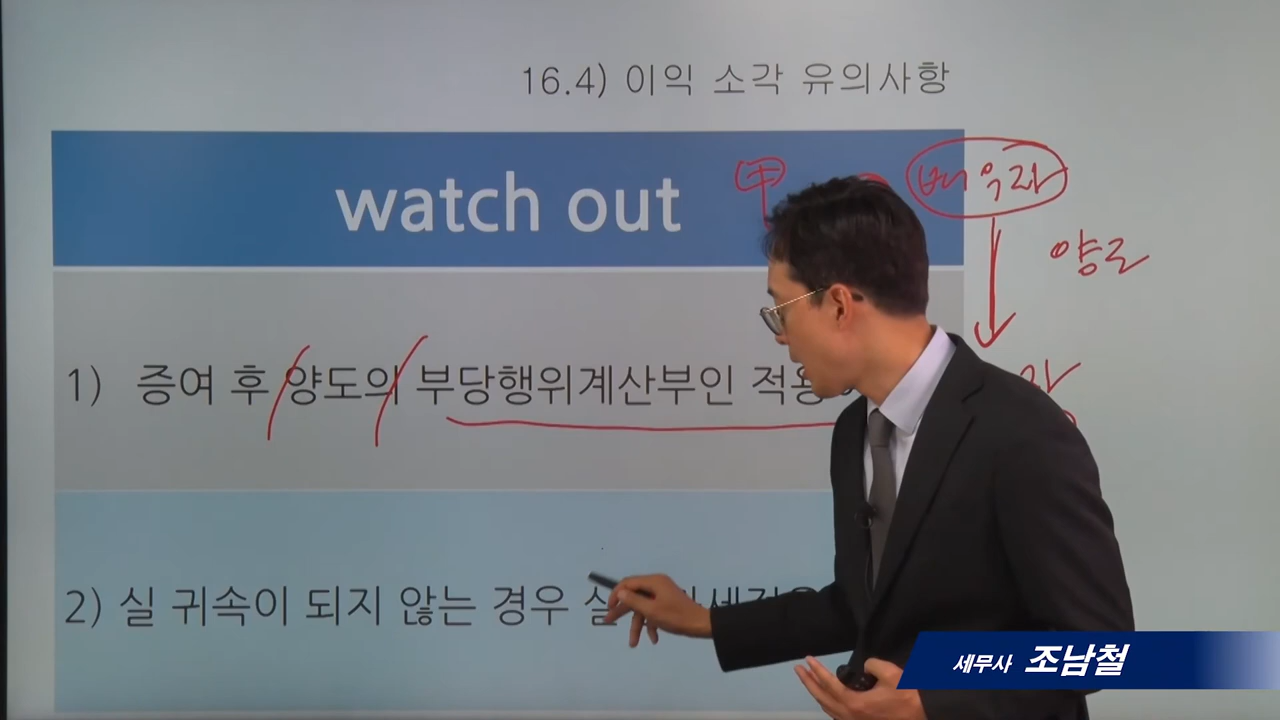 16.4) 이익 소각 유의사항
watch out
甲
배우자
양도
1) 증여 후 양도의 부당행위계산부인 적용
2) 실 귀속이 되지 않는 경우 실
세무사 조남철